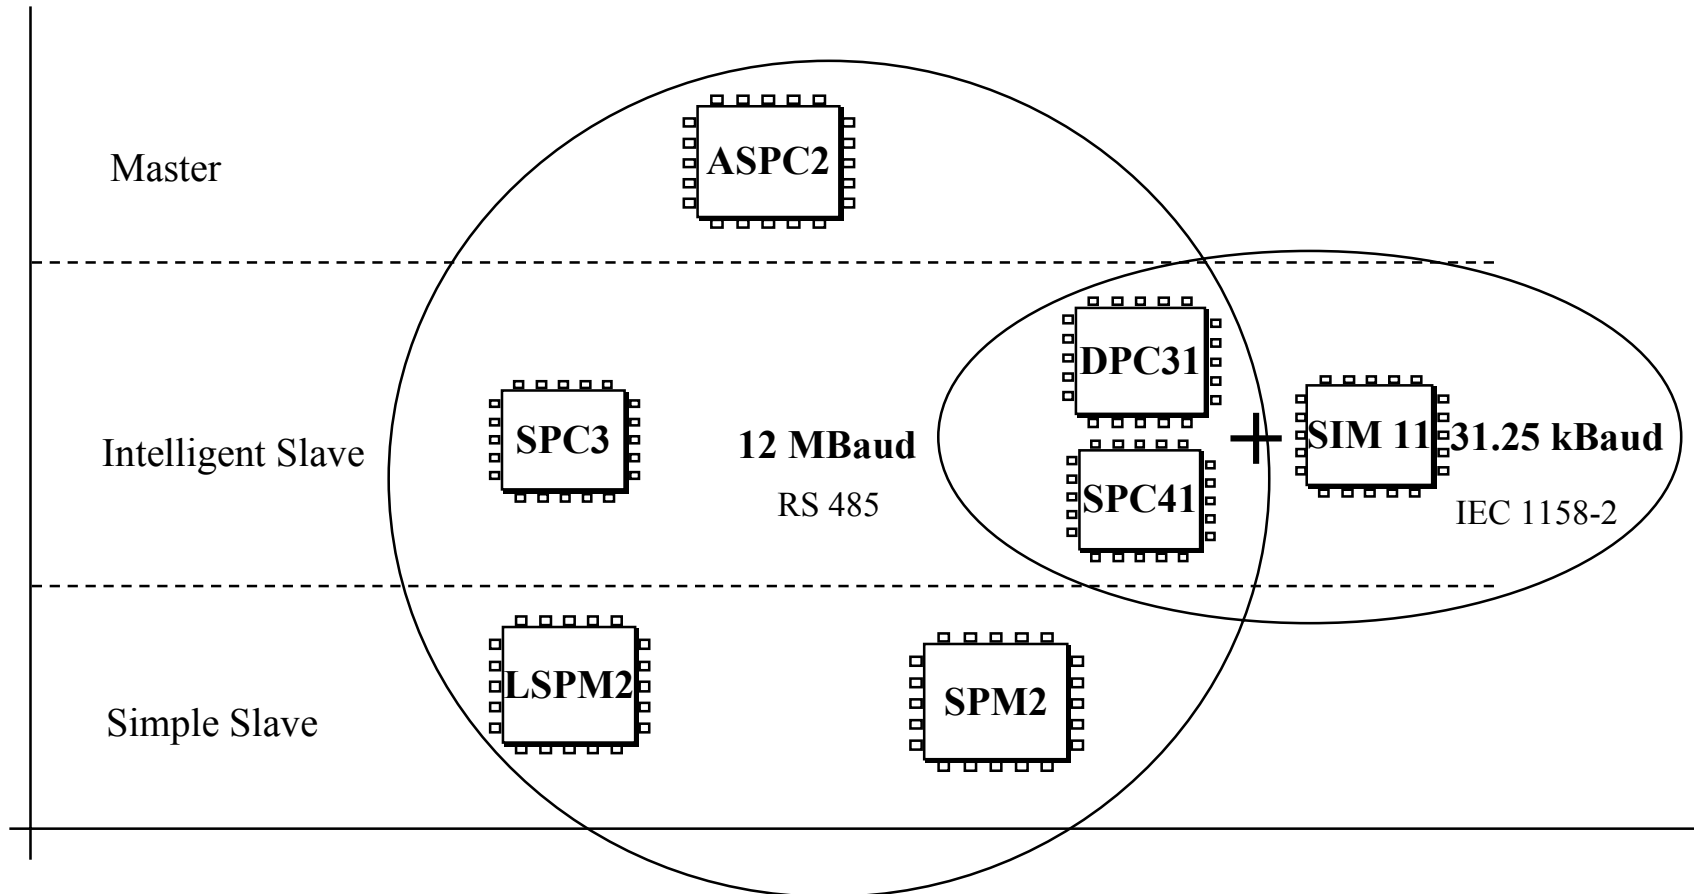 ASPC2
Master
DPC31
SPC3
12 MBaud
SIM 11
31.25 kBaud
Intelligent Slave
RS 485
SPC41
IEC 1158-2
LSPM2
SPM2
Simple Slave